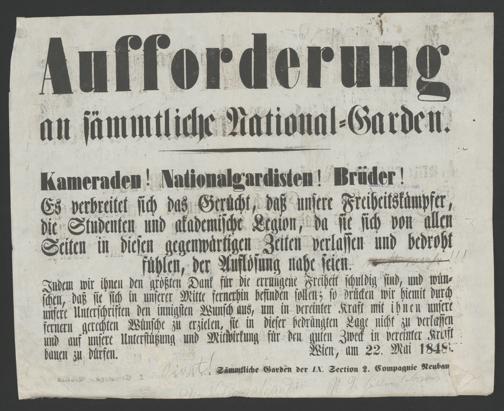 Aufforderung
an sämmtliche National-Garden.
Kameraden! Nationalgardisten! Brüder!
Es verbreitet sich das Gerücht, daß unsere Freiheitskämpfer,
die Studenten und akademische Legion, da sie sich von allen
Seiten in diesen gegenwärtigen Zeiten verlassen und bedroht
fühlen, der Auflösung nahe seien.
Indem wir ihnen den größten Dank für die errungene Freiheit schuldig sind, und wün-
schen, daß sie sich in unserer Mitte fernerhin befinden sollen; so drücken wir hiemit durch
unsere Unterschriften den innigsten Wunsch aus, um in vereinter Kraft mit ihnen unsere
fernern gerechten Wünsche zu erzielen, sie in dieser bedrängten Lage nicht zu verlassen
und auf unsere Unterstützung und Mitwirkung für den guten Zweck in vereinter Kraft
bauen zu dürfen. Wien, am 22. Mai 1848.
Sämmtliche Garden der IX. Section 2. Compagnie Neubau